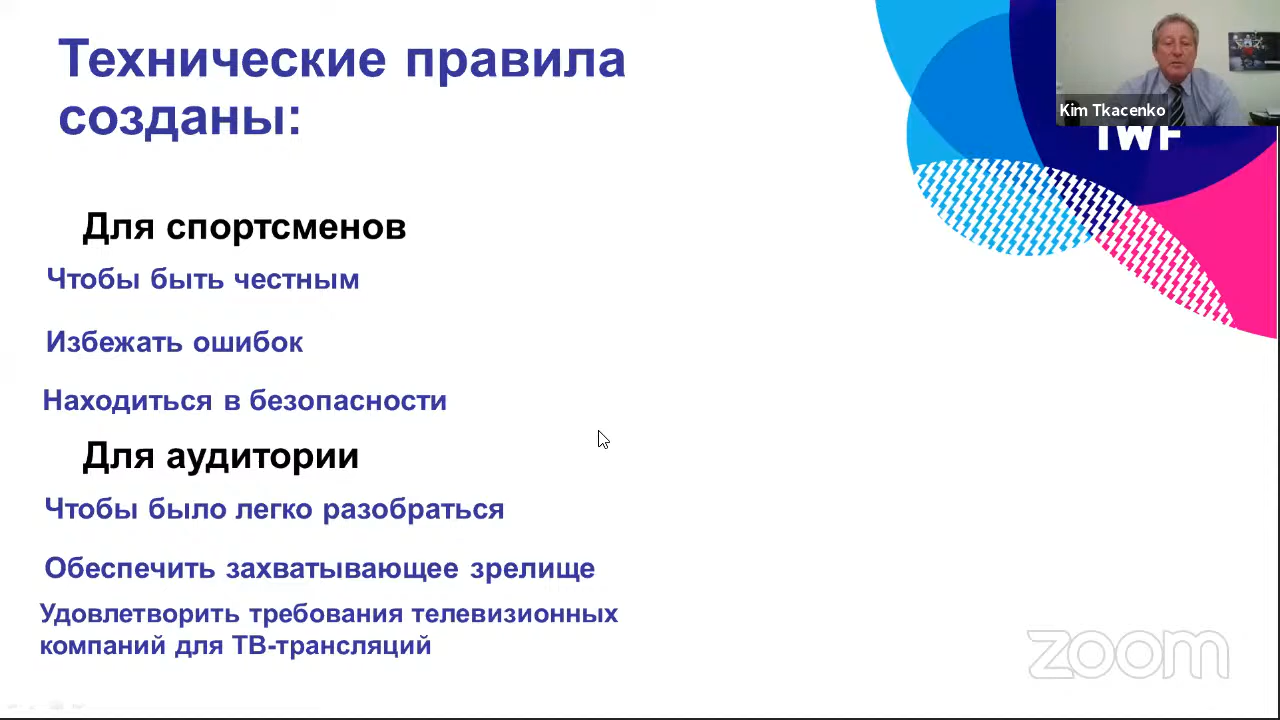 Технические правила
созданы:
Kim Tkacenko
IWF
Для спортсменов
Чтобы быть честным
Избежать ошибок
Находиться в безопасности
Для аудитории
Чтобы было легко разобраться
Обеспечить захватывающее зрелище
Удовлетворить требования телевизионных
компаний для ТВ-трансляций
zoom